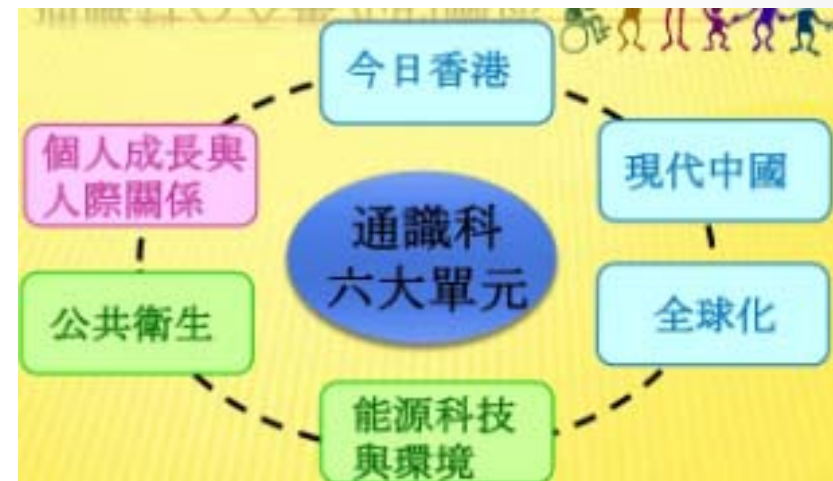 今日香港
個人成長與
人際關係
現代中國
通識科
六大單元
公共衛生
全球化
能源科技
與環境